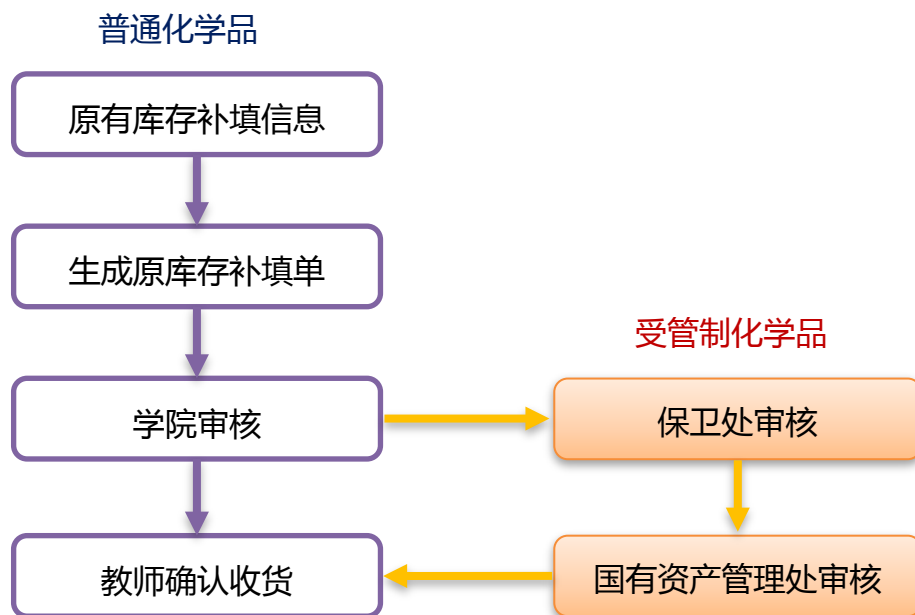 普通化学品
原有库存补填信息
生成原库存补填单
受管制化学品
学院审核
保卫处审核
教师确认收货
国有资产管理处审核